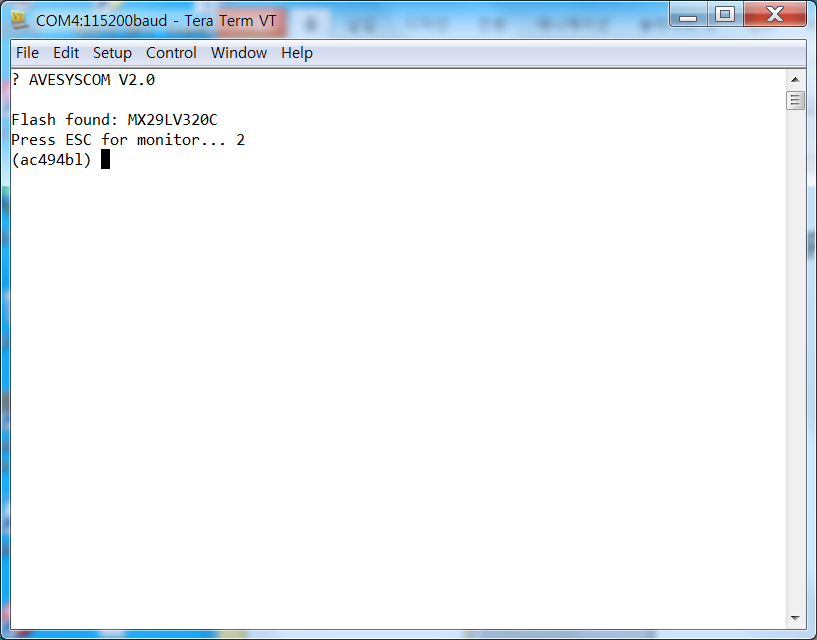 COM4:115200baud - Tera Term VT
File Edit Setup Control Window Help
? AVESYSCOM V2.0
Flash found: MX29LV320C
Press ESC for monitor... 2
(ac494bl)